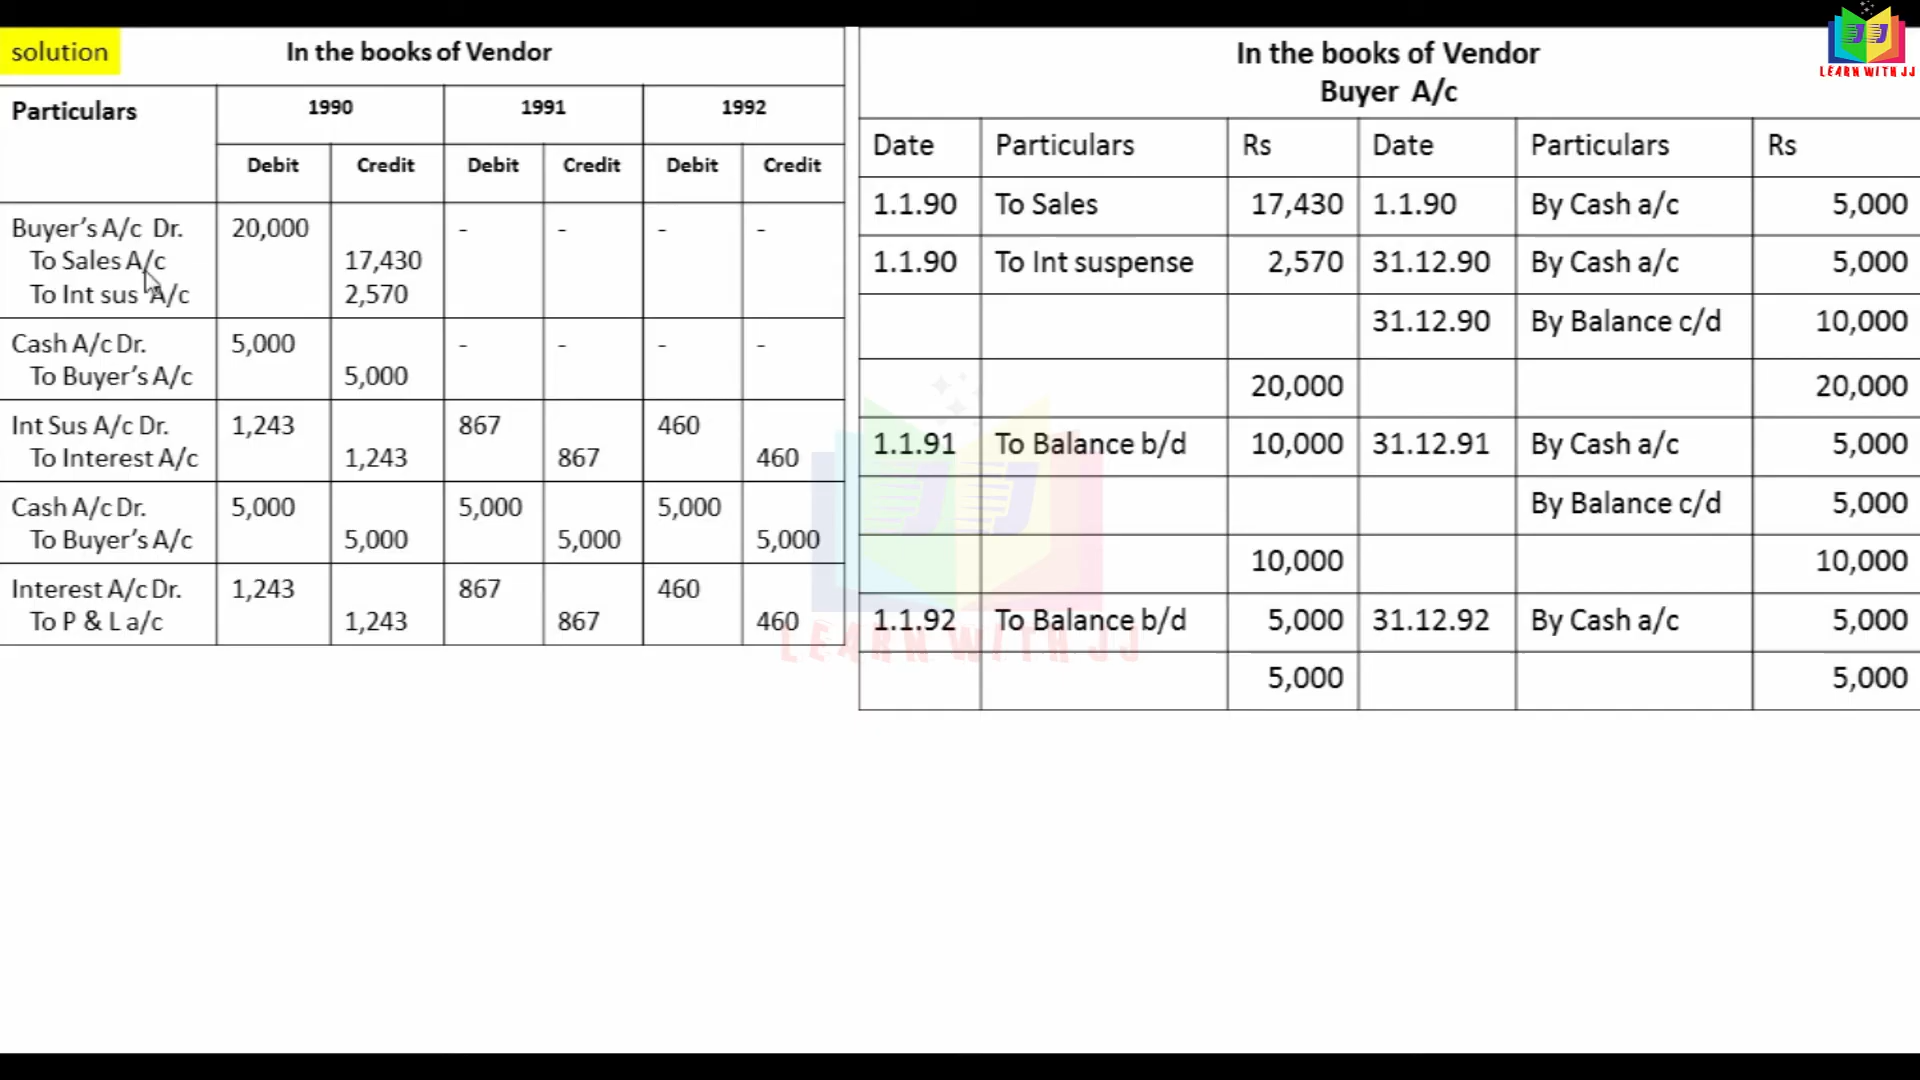 solution
In the books of Vendor
Particulars 1990 1991 1992
Debit Credit Debit Credit Debit Credit
Buyer's A/c Dr. 20,000 - - - -
To Sales A/c 17,430
To Int sus A/c 2,570
Cash A/c Dr. 5,000 - - - -
To Buyer's A/c 5,000
Int Sus A/c Dr. 1,243 867 460
To Interest A/c 1,243 867 460
Cash A/c Dr. 5,000 5,000 5,000
To Buyer's A/c 5,000 5,000 5,000
Interest A/c Dr. 1,243 867 460
To P & L a/c 1,243 867 460
In the books of Vendor
Buyer A/c
Date Particulars Rs Date Particulars Rs
1.1.90 To Sales 17,430 1.1.90 By Cash a/c 5,000
1.1.90 To Int suspense 2,570 31.12.90 By Cash a/c 5,000
31.12.90 By Balance c/d 10,000
20,000 20,000
1.1.91 To Balance b/d 10,000 31.12.91 By Cash a/c 5,000
By Balance c/d 5,000
10,000 10,000
1.1.92 To Balance b/d 5,000 31.12.92 By Cash a/c 5,000
5,000 5,000
JJ
LEARN WITH JJ
JJ
LEARN WITH JJ